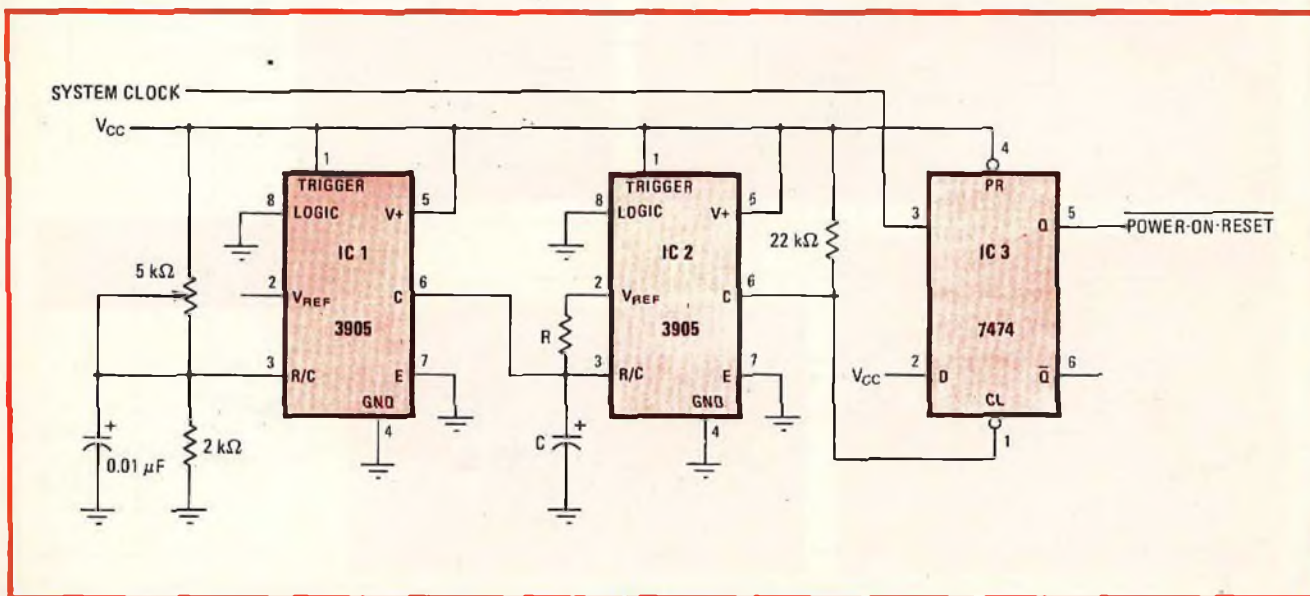 SYSTEM CLOCK
VCC
1
TRIGGER
8
LOGIC
V+
5
IC 1
5 kΩ
2
VREF
C
6
3905
3
R/C
E
7
GND
4
0.01 µF
2 kΩ
1
TRIGGER
8
LOGIC
V+
5
IC 2
2
VREF
C
6
R
3905
3
R/C
E
7
GND
4
C
22 kΩ
4
PR
3
Q
5
POWER-ON-RESET
IC 3
7474
VCC
2
D
Q
6
CL
1
+
+